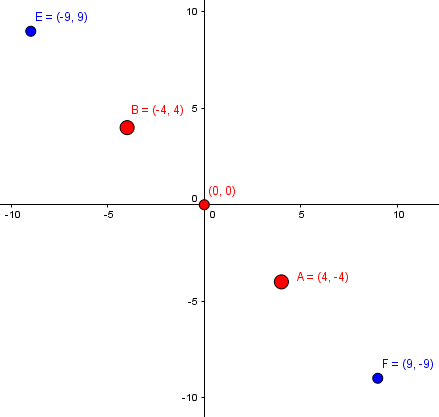 10
E = (-9, 9)
B = (-4, 4)
5
(0, 0)
0
-10
-5
0
5
10
A = (4, -4)
-5
F = (9, -9)
-10